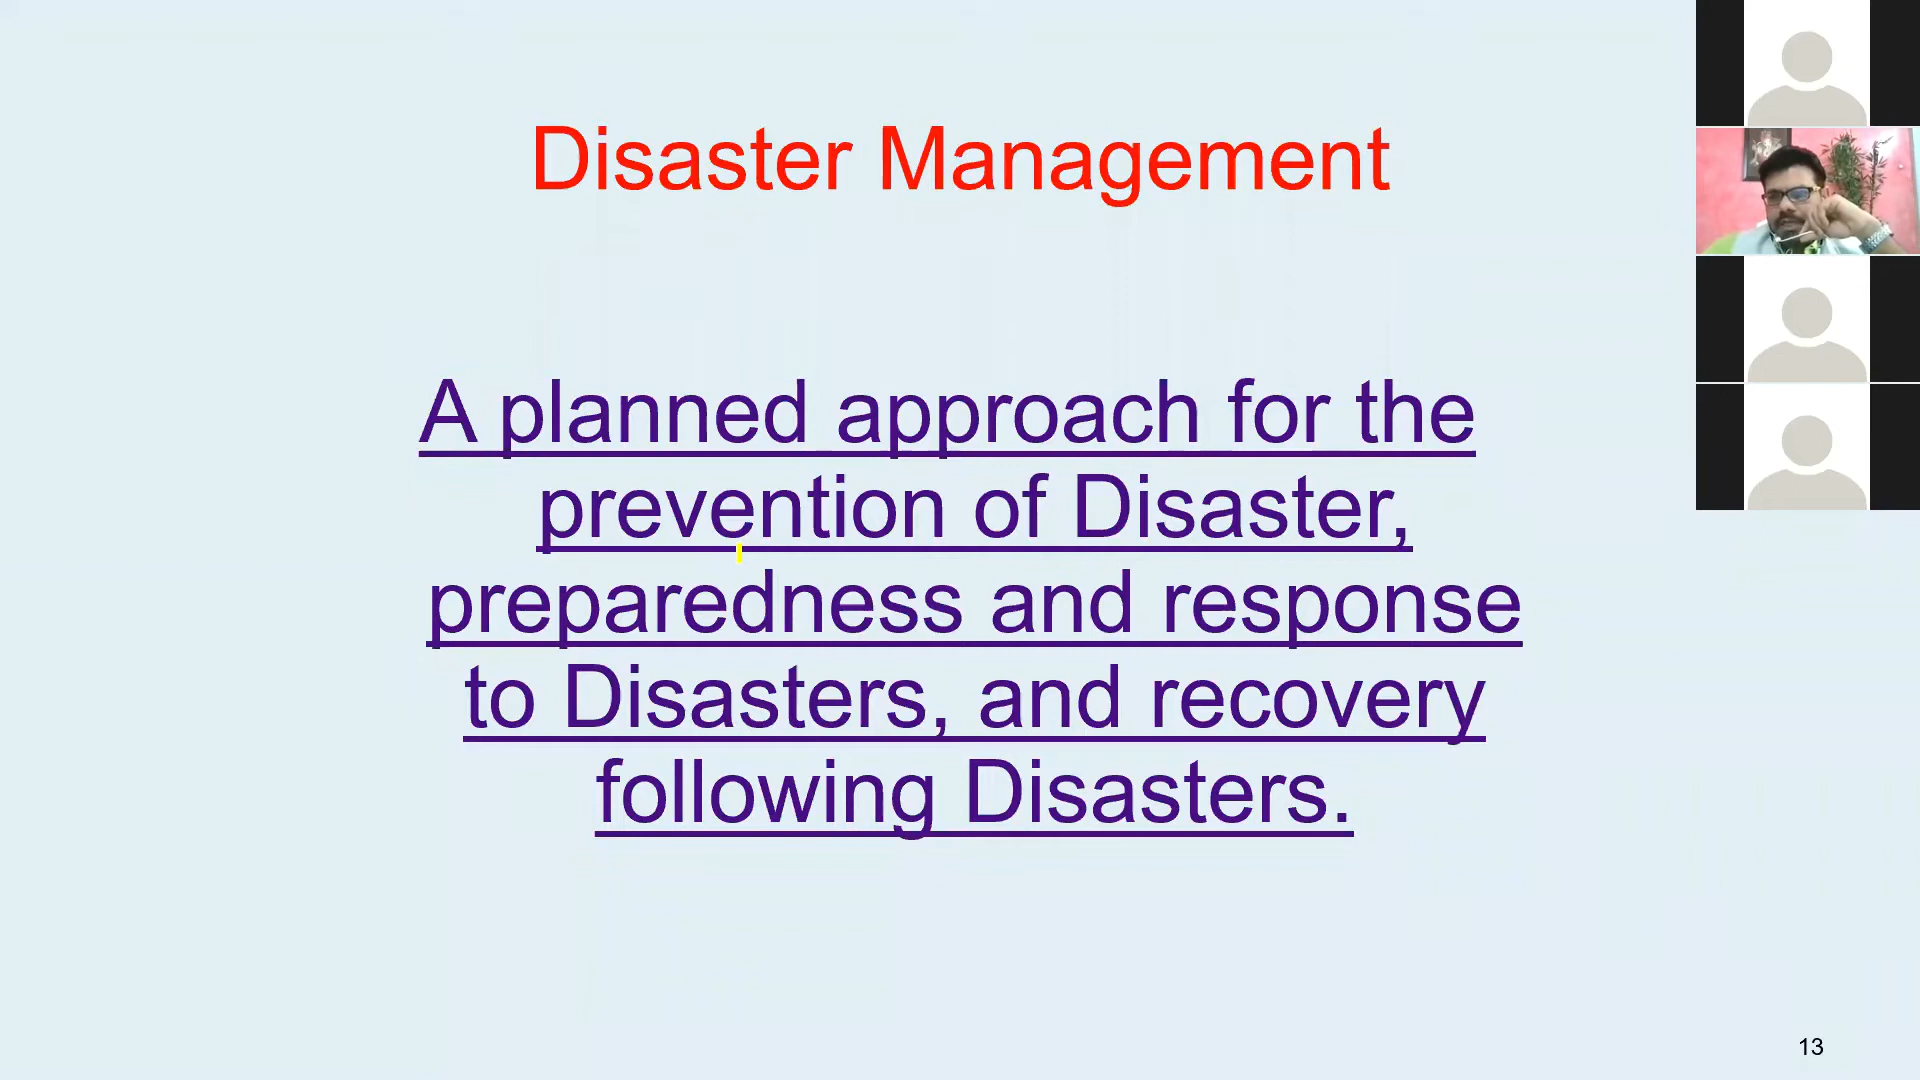 Disaster Management
A planned approach for the
prevention of Disaster,
preparedness and response
to Disasters, and recovery
following Disasters.
13